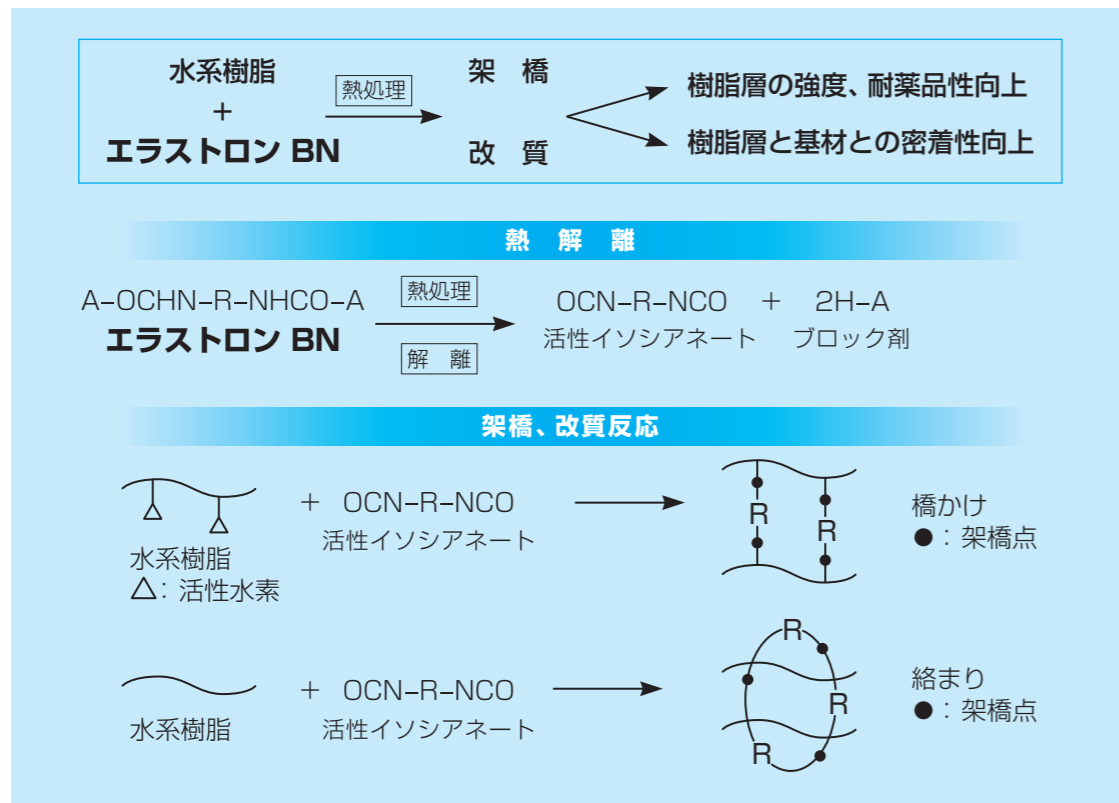 水系樹脂
+
エラストロン BN
熱処理
架 橋
改 質
樹脂層の強度、耐薬品性向上
樹脂層と基材との密着性向上
熱 解 離
A-OCHN-R-NHCO-A
エラストロン BN
熱処理
解 離
OCN-R-NCO + 2H-A
活性イソシアネート ブロック剤
架橋、改質反応
+ OCN-R-NCO
活性イソシアネート
水系樹脂
△: 活性水素
R R
橋かけ
●: 架橋点
+ OCN-R-NCO
活性イソシアネート
水系樹脂
R
R
R
絡まり
●: 架橋点